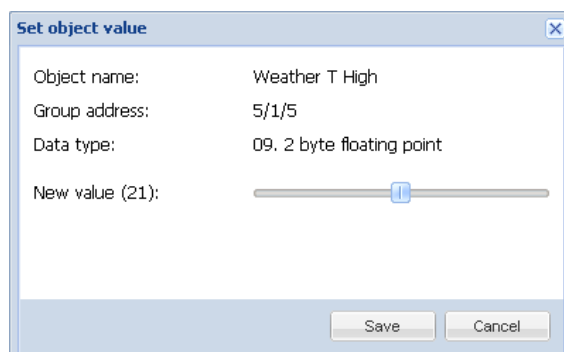 Set object value
Object name: Weather T High
Group address: 5/1/5
Data type: 09. 2 byte floating point
New value (21):
Save Cancel